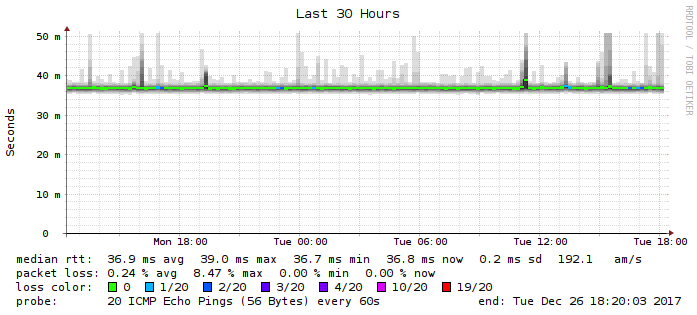 Last 30 Hours
RRDTOOL / TOBI OETIKER
Seconds
50 m
40 m
30 m
20 m
10 m
0
Mon 18:00 Tue 00:00 Tue 06:00 Tue 12:00 Tue 18:00
median rtt: 36.9 ms avg 39.0 ms max 36.7 ms min 36.8 ms now 0.2 ms sd 192.1 am/s
packet loss: 0.24 % avg 8.47 % max 0.00 % min 0.00 % now
loss color: 0 1/20 2/20 3/20 4/20 10/20 19/20
probe: 20 ICMP Echo Pings (56 Bytes) every 60s end: Tue Dec 26 18:20:03 2017